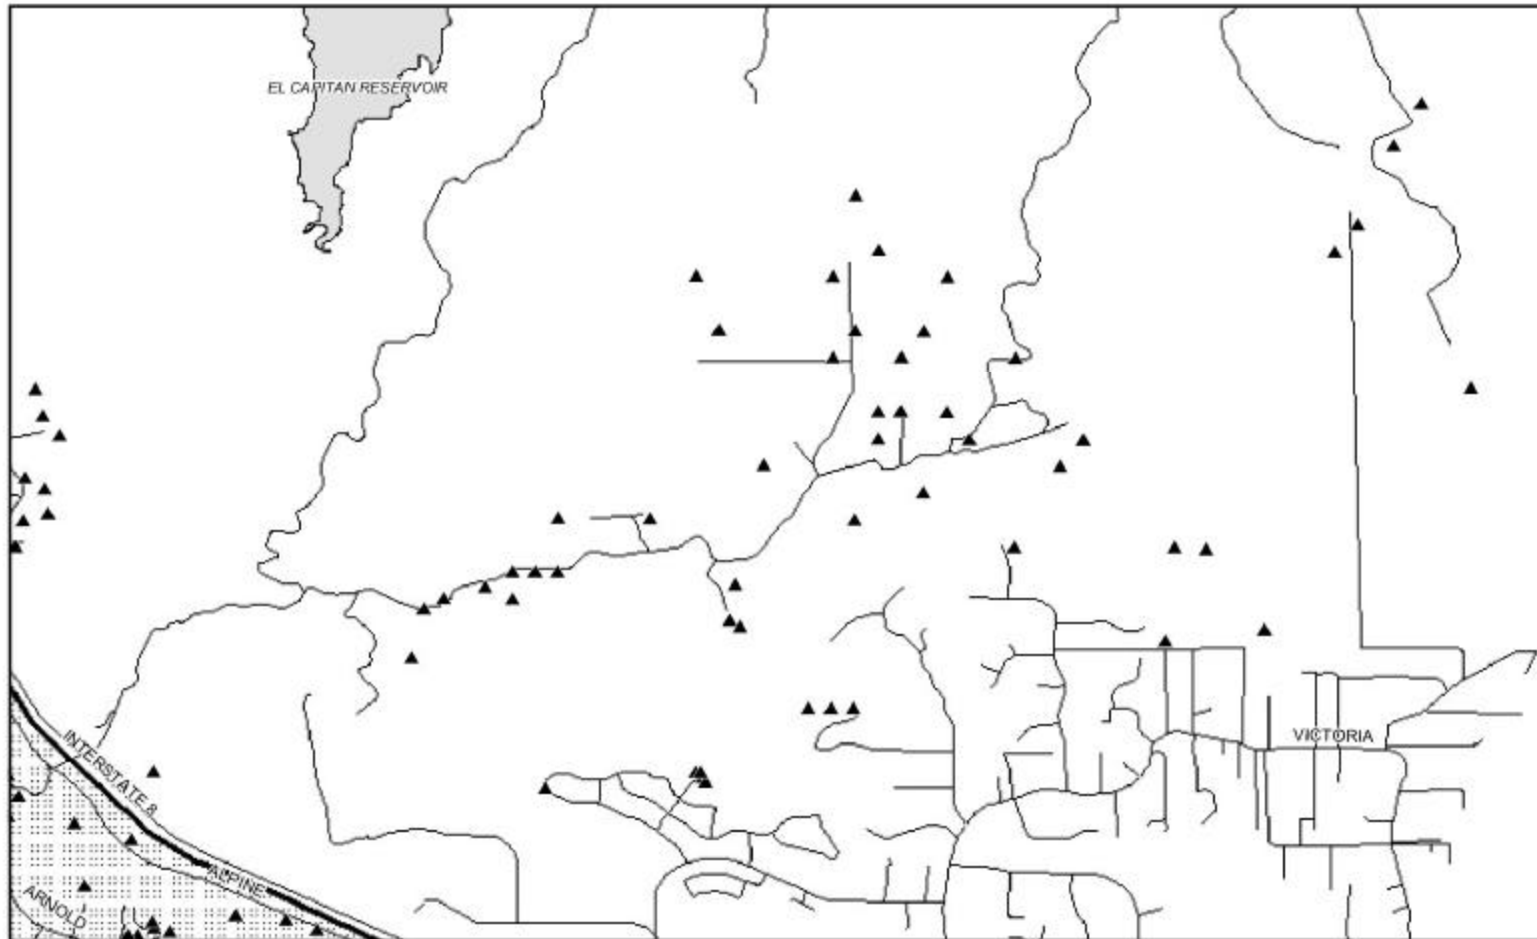 EL CAPITAN RESERVOIR
VICTORIA
INTERSTATE 8
ALPINE
ARNOLD